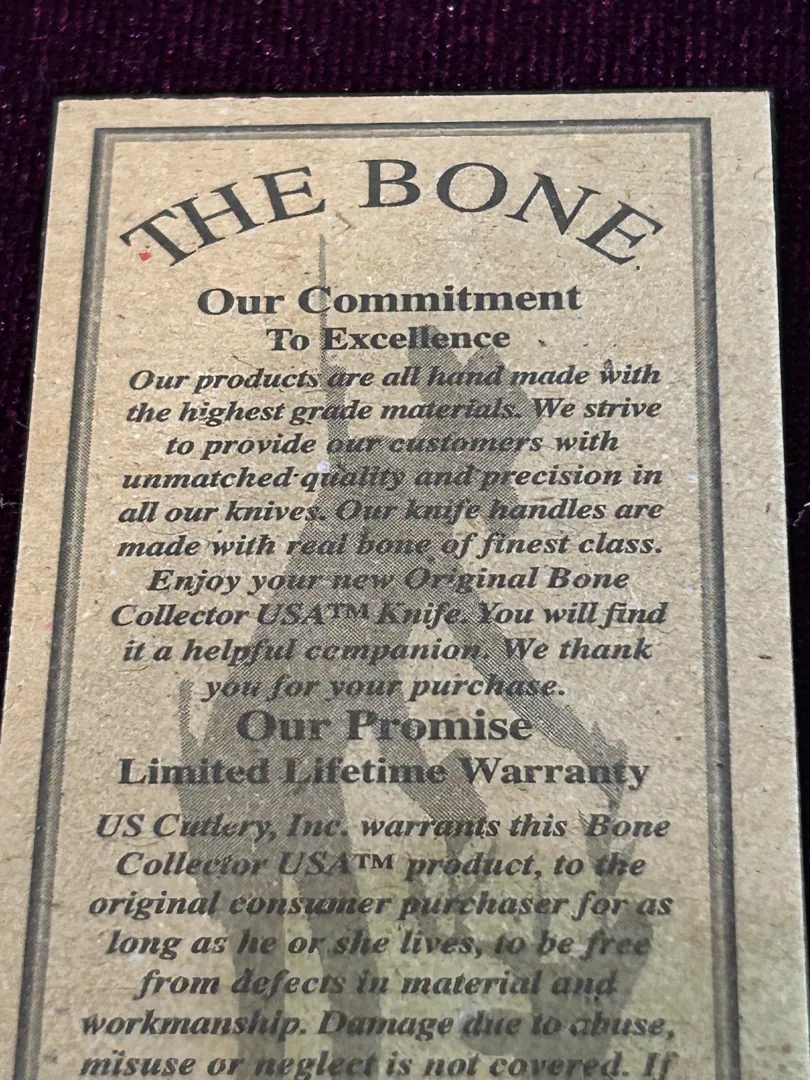 THE BONE
Our Commitment
To Excellence
Our products are all hand made with
the highest grade materials. We strive
to provide our customers with
unmatched quality and precision in
all our knives. Our knife handles are
made with real bone of finest class.
Enjoy your new Original Bone
Collector USA™ Knife. You will find
it a helpful companion. We thank
you for your purchase.
Our Promise
Limited Lifetime Warranty
US Cutlery, Inc. warrants this Bone
Collector USA™ product, to the
original consumer purchaser for as
long as he or she lives, to be free
from defects in material and
workmanship. Damage due to abuse,
misuse or neglect is not covered. If